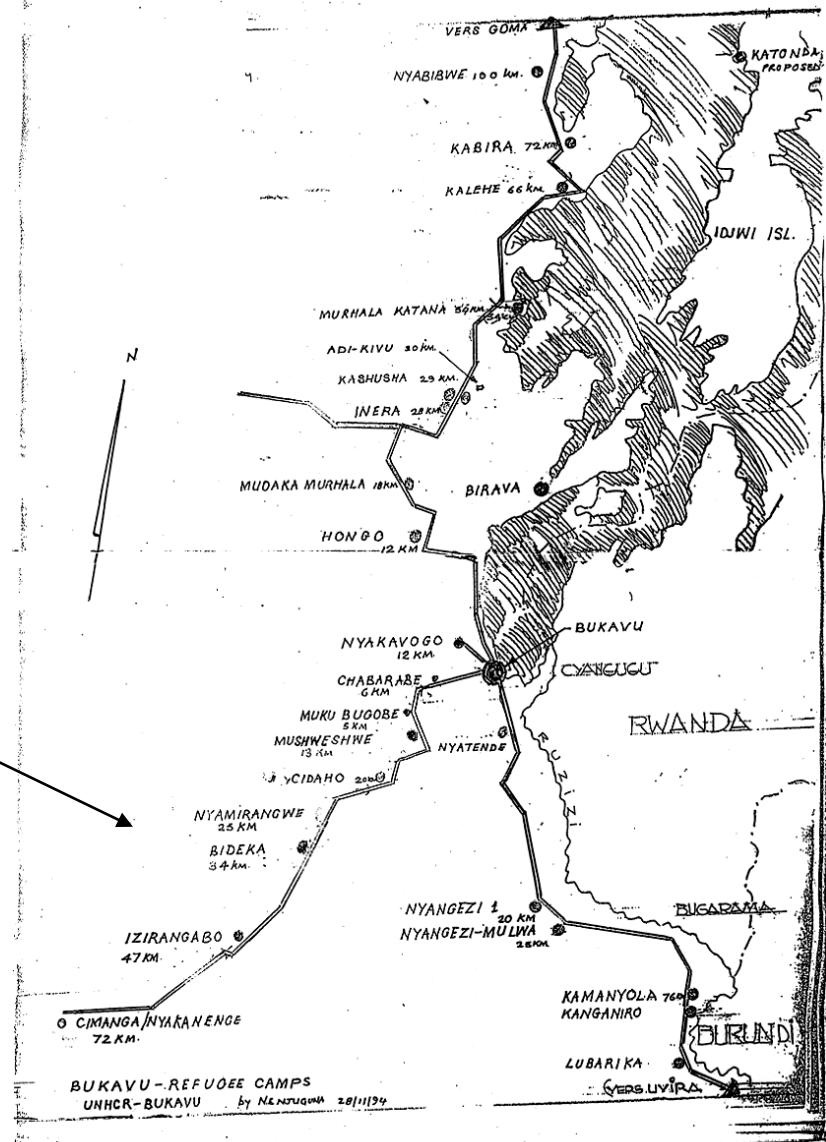 VERS GOMA
KATONDA
PROPOSED
NYABIBWE 100 km.
KABIRA 72 KM
KALEHE 66 KM.
IDJWI ISL.
MURHALA KATANA
ADI-KIVU 30 KM.
KASHUSHA 29 KM.
N
INERA 28 KM
MUDAKA MURHALA 18 KM
BIRAVA
HONGO
12 KM
BUKAVU
NYAKAVOGO
12 KM.
CYANGUGU
CHABARABE
6 KM
MUKU BUGOBE
5 KM
RWANDA
MUSHWESHWE
13 KM
NYATENDE
RUZIZI
CIDAHO
NYAMIRANGWE
25 KM
BIDEKA
34 KM.
NYANGEZI 1
20 KM
BUGARAMA
NYANGEZI-MULWA
IZIRANGABO
47 KM.
KAMANYOLA
KANGANIRO
CIMANGA/NYAKANENGE
72 KM.
BURUNDI
LUBARIKA
VERS UVIRA
BUKAVU - REFUGEE CAMPS
UNHCR - BUKAVU by N.E NJUGUNA 28/11/94